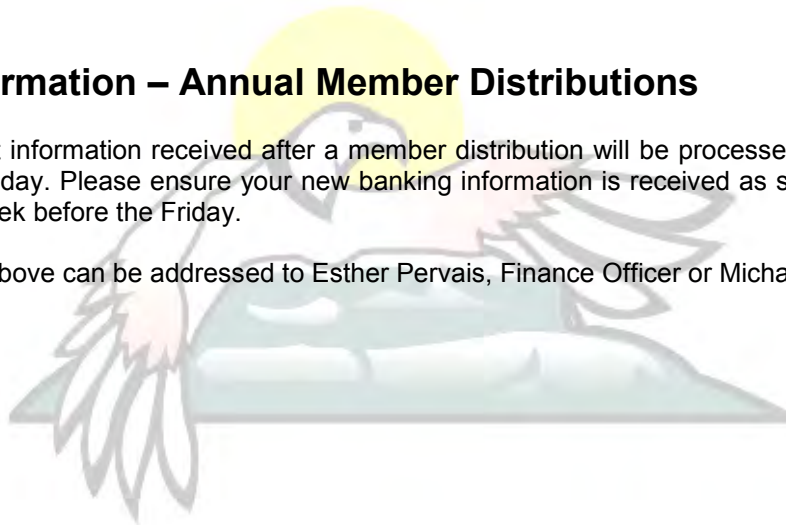 rmation – Annual Member Distributions
t information received after a member distribution will be processe
day. Please ensure your new banking information is received as s
ek before the Friday.
bove can be addressed to Esther Pervais, Finance Officer or Micha